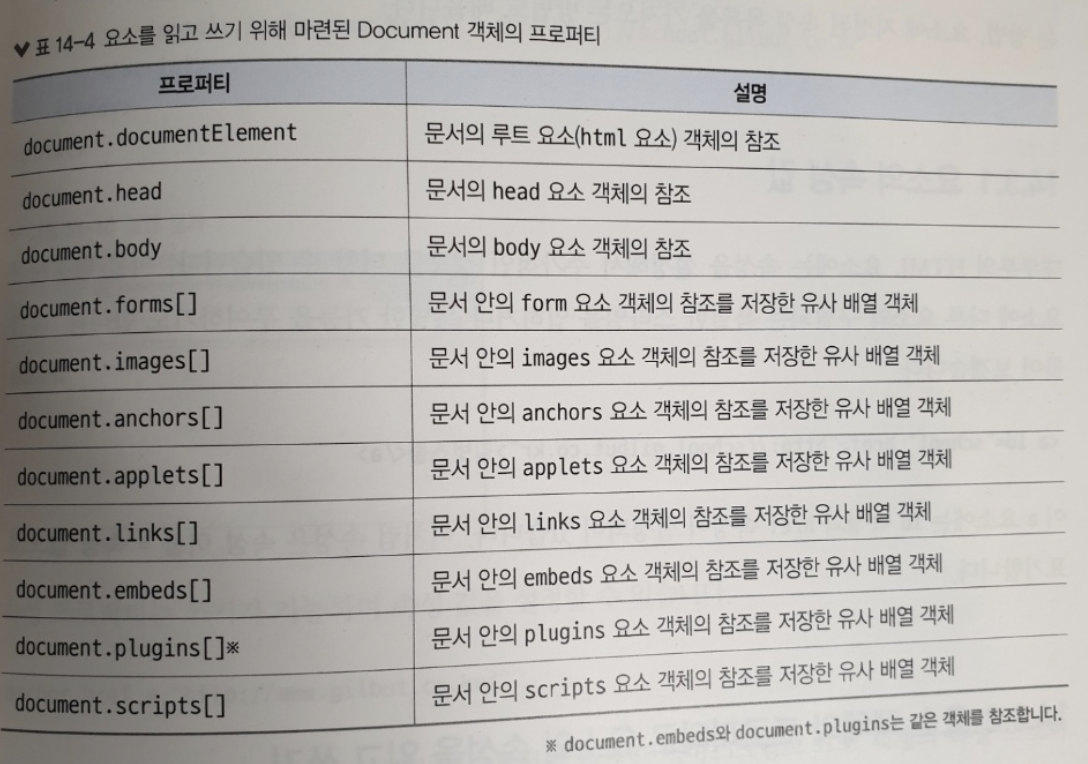 표 14-4 요소를 읽고 쓰기 위해 마련된 Document 객체의 프로퍼티
프로퍼티 설명
document.documentElement 문서의 루트 요소(html 요소) 객체의 참조
document.head 문서의 head 요소 객체의 참조
document.body 문서의 body 요소 객체의 참조
document.forms[] 문서 안의 form 요소 객체의 참조를 저장한 유사 배열 객체
document.images[] 문서 안의 images 요소 객체의 참조를 저장한 유사 배열 객체
document.anchors[] 문서 안의 anchors 요소 객체의 참조를 저장한 유사 배열 객체
document.applets[] 문서 안의 applets 요소 객체의 참조를 저장한 유사 배열 객체
document.links[] 문서 안의 links 요소 객체의 참조를 저장한 유사 배열 객체
document.embeds[] 문서 안의 embeds 요소 객체의 참조를 저장한 유사 배열 객체
document.plugins[]※ 문서 안의 plugins 요소 객체의 참조를 저장한 유사 배열 객체
document.scripts[] 문서 안의 scripts 요소 객체의 참조를 저장한 유사 배열 객체
※ document.embeds와 document.plugins는 같은 객체를 참조합니다.